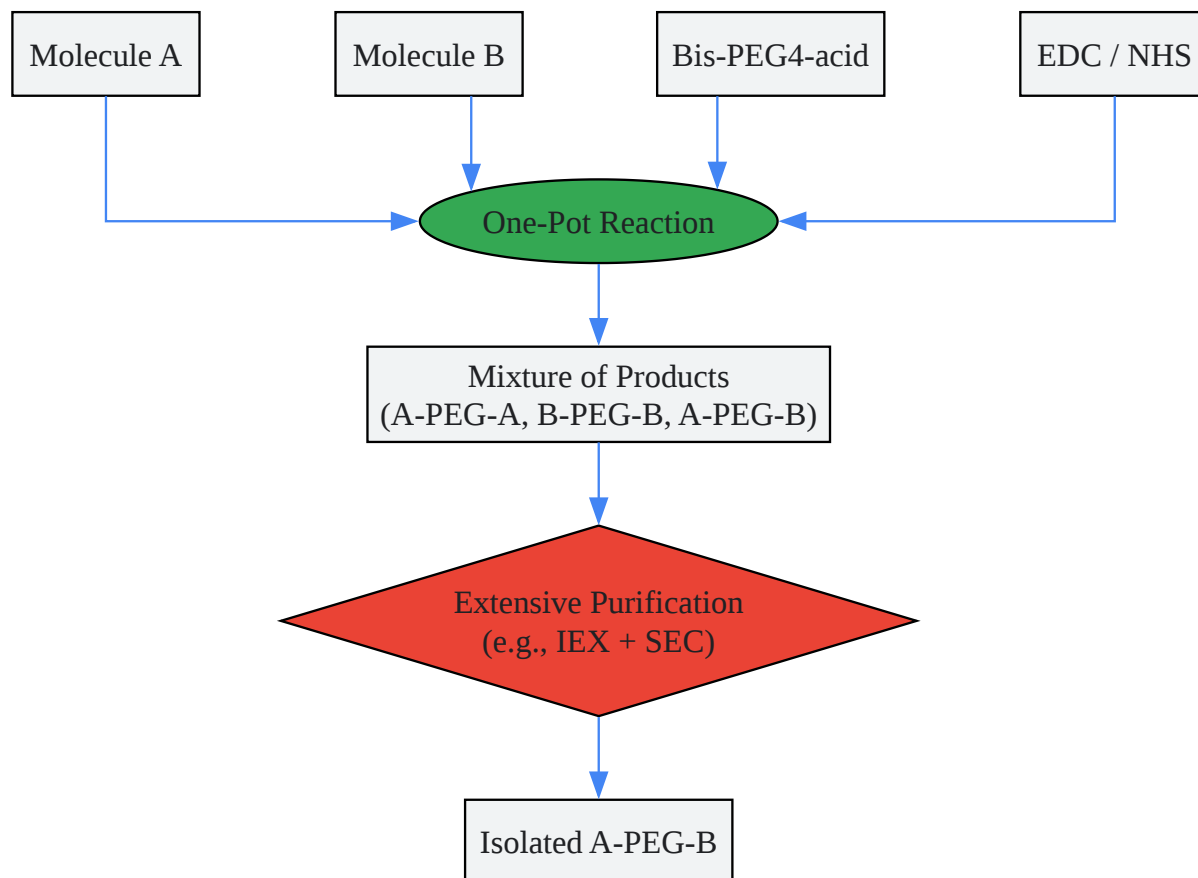 Molecule A
Molecule B
Bis-PEG4-acid
EDC / NHS
One-Pot Reaction
Mixture of Products
(A-PEG-A, B-PEG-B, A-PEG-B)
Extensive Purification
(e.g., IEX + SEC)
Isolated A-PEG-B